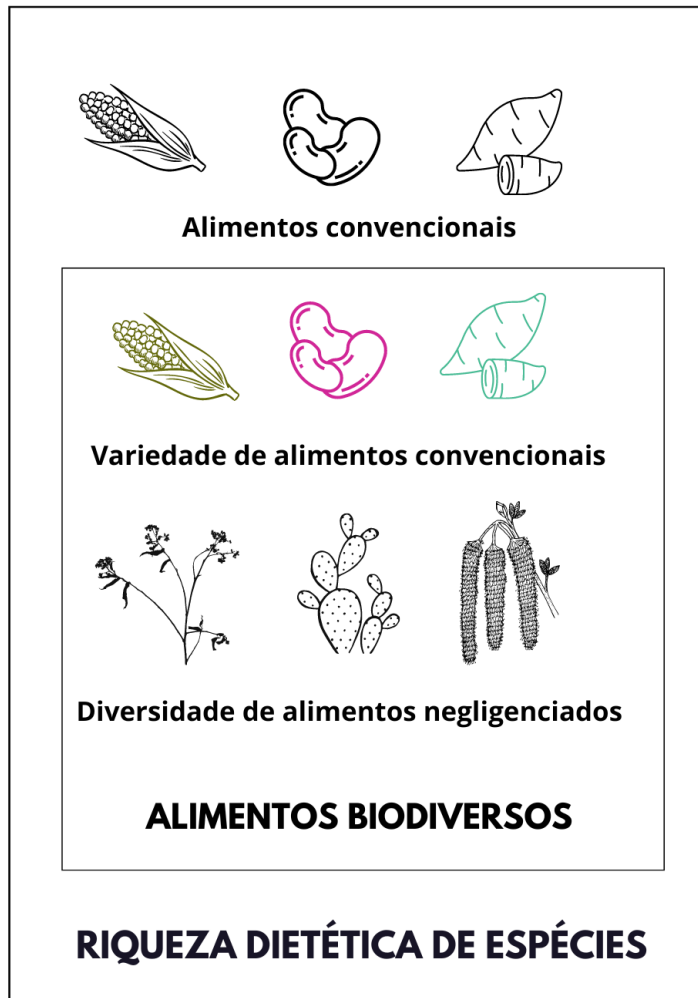 Alimentos convencionais
Variedade de alimentos convencionais
Diversidade de alimentos negligenciados
ALIMENTOS BIODIVERSOS
RIQUEZA DIETÉTICA DE ESPÉCIES